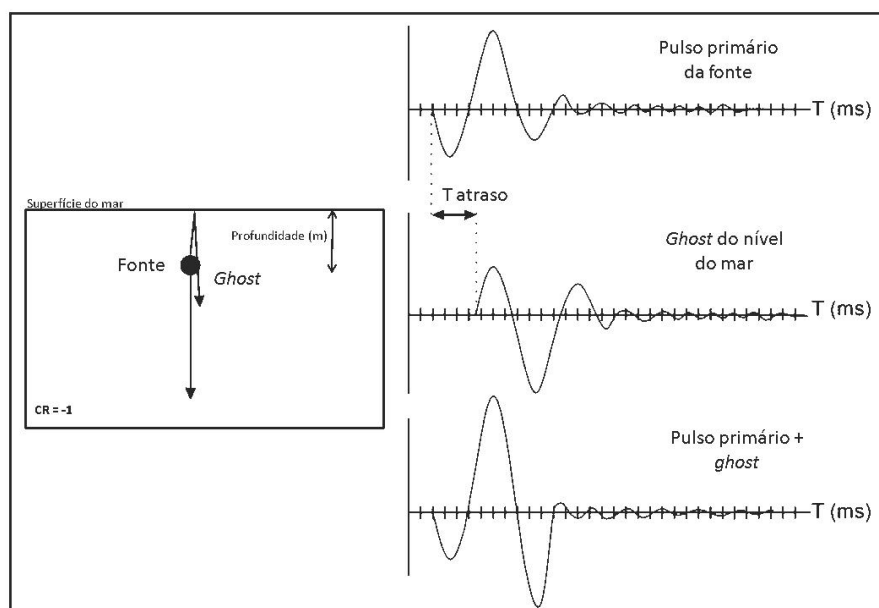 Pulso primário
da fonte
T (ms)
Superfície do mar
T atraso
Profundidade (m)
Fonte
Ghost
Ghost do nível
do mar
T (ms)
CR = -1
Pulso primário +
ghost
T (ms)